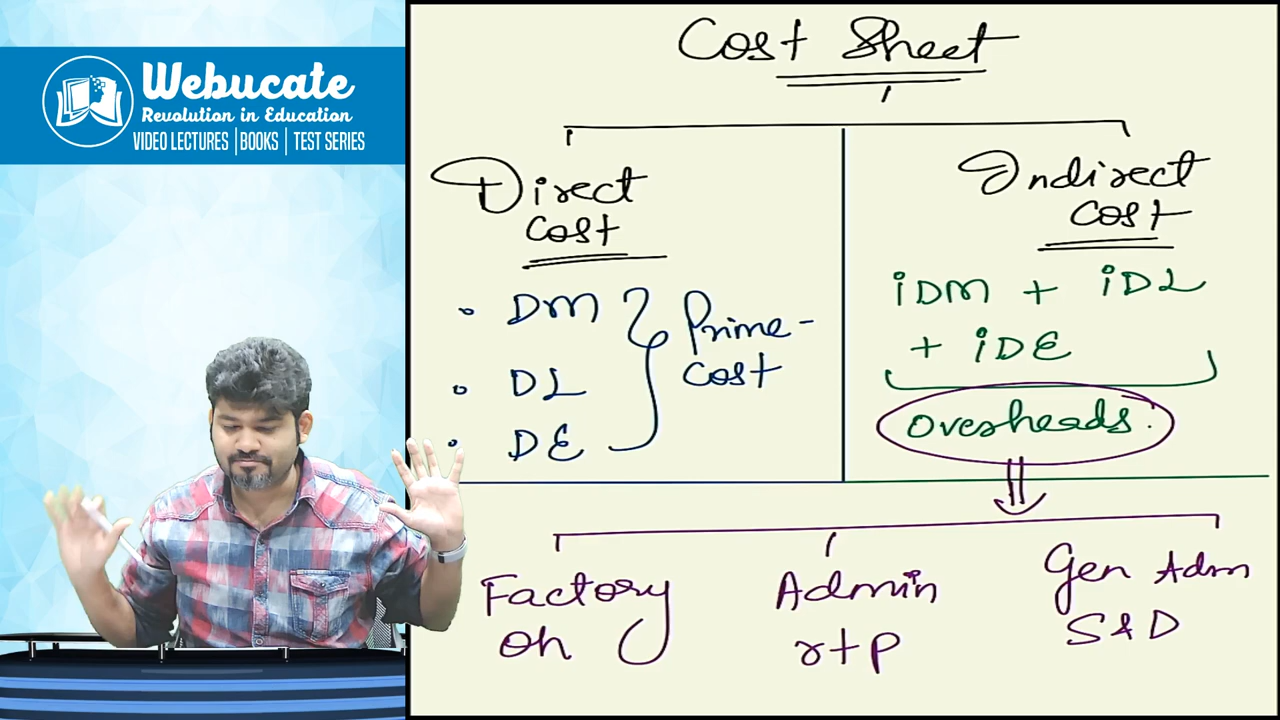 Webucate
Revolution in Education
VIDEO LECTURES | BOOKS | TEST SERIES
Cost Sheet
Direct
Cost
• DM
• DL
• DE
Prime-
Cost
Indirect
Cost
iDM + iDL
+ iDE
Overheads.
Factory
oh
Admin
r+p
Gen Adm
S&D